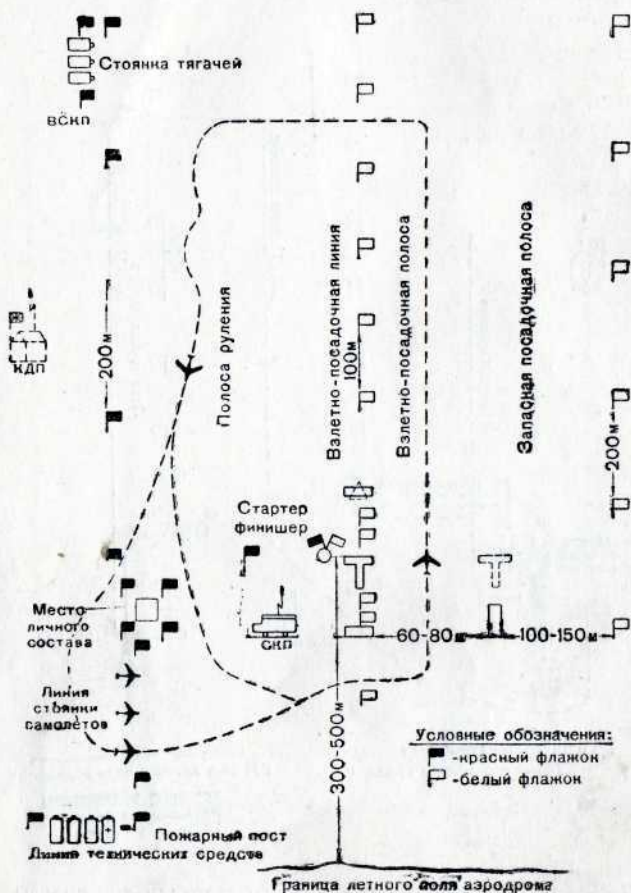 Стоянка тягачей
ВСКП
КДП
200м
Полоса руления
Взлетно-посадочная линия
100м
Взлетно-посадочная полоса
Запасная посадочная полоса
200м
Стартер
финишер
СКП
60-80м
100-150м
Место
личного
состава
Линия
стоянки
самолётов
300-500м
Условные обозначения:
-красный флажок
-белый флажок
Пожарный пост
Линия технических средств
Граница летного поля аэродрома